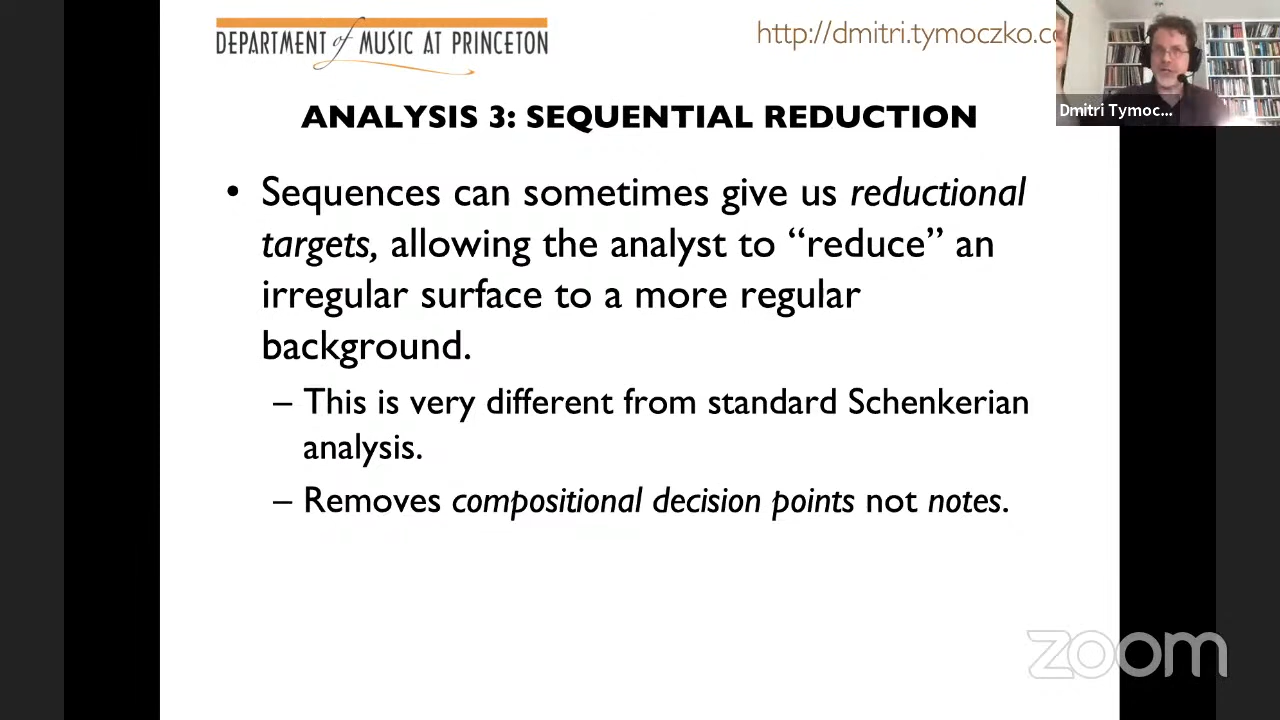 DEPARTMENT of MUSIC AT PRINCETON
http://dmitri.tymoczko.co
Dmitri Tymoc...
ANALYSIS 3: SEQUENTIAL REDUCTION
• Sequences can sometimes give us reductional
targets, allowing the analyst to “reduce” an
irregular surface to a more regular
background.
– This is very different from standard Schenkerian
analysis.
– Removes compositional decision points not notes.
zoom